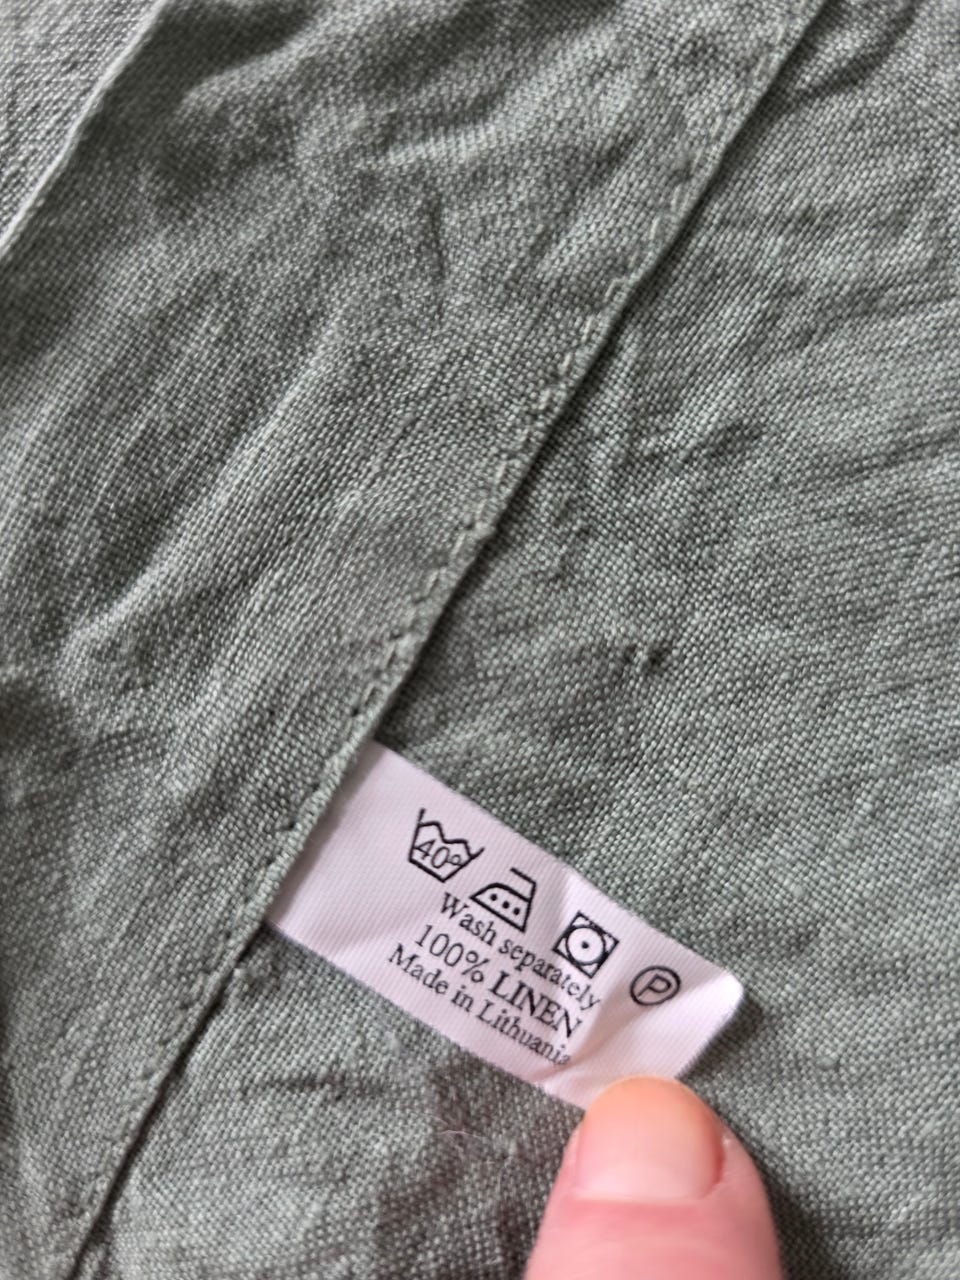 40°
P
Wash separately
100% LINEN
Made in Lithuania